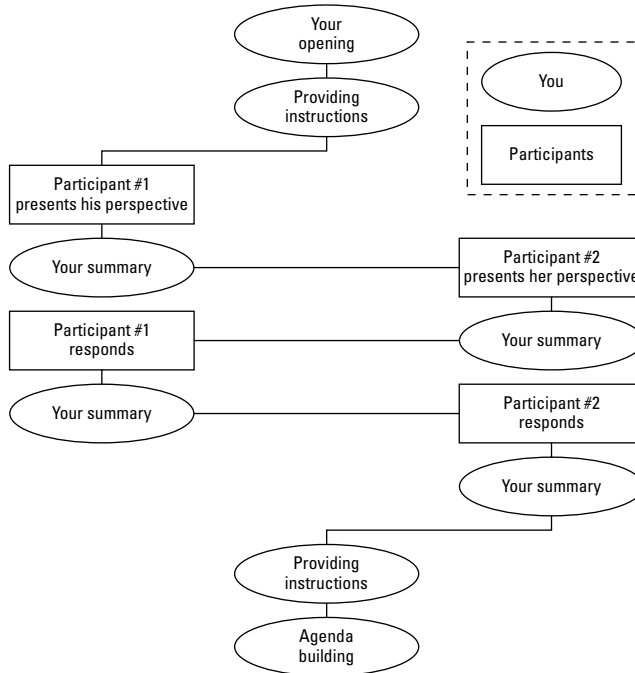 Your
opening
Providing
instructions
You
Participants
Participant #1
presents his perspective
Your summary
Participant #2
presents her perspective
Participant #1
responds
Your summary
Your summary
Participant #2
responds
Your summary
Providing
instructions
Agenda
building